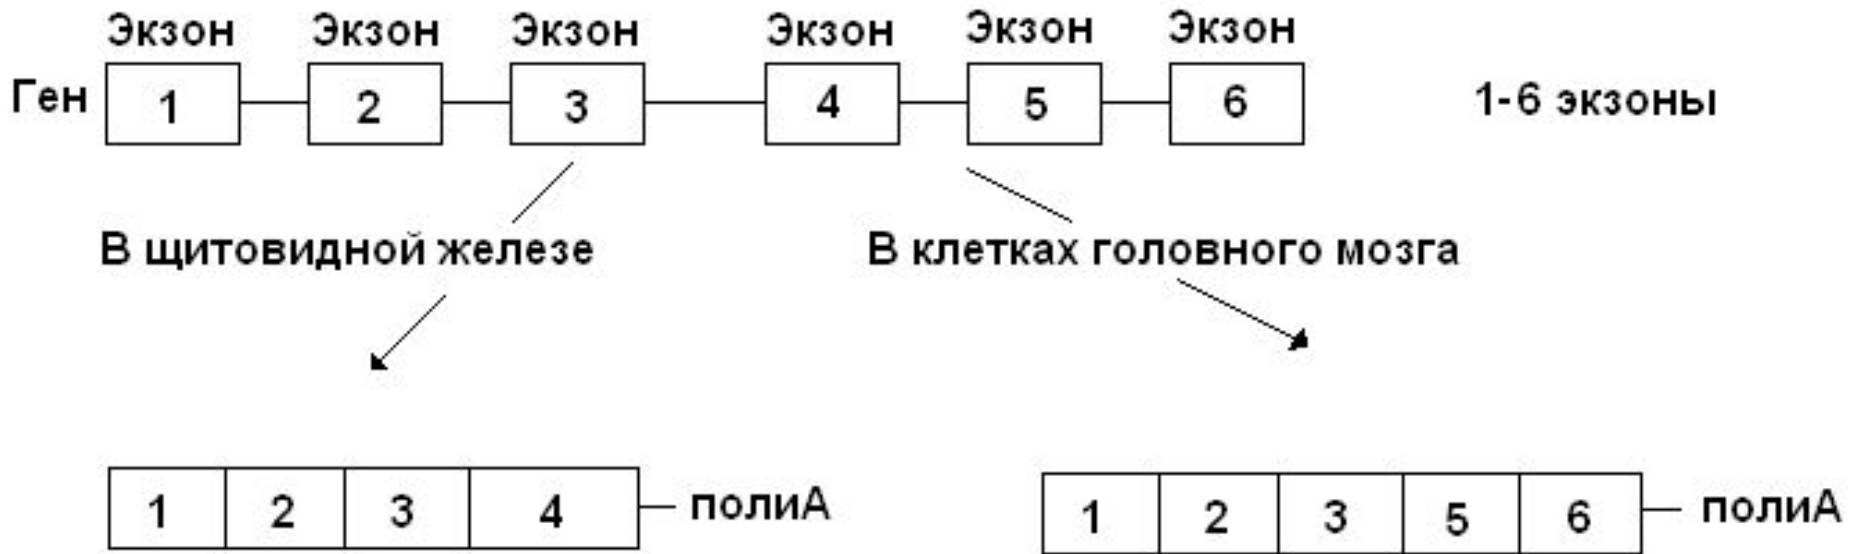 Экзон Экзон Экзон Экзон Экзон Экзон
Ген 1 2 3 4 5 6 1-6 экзоны
В щитовидной железе В клетках головного мозга
1 2 3 4 полиА 1 2 3 5 6 полиА